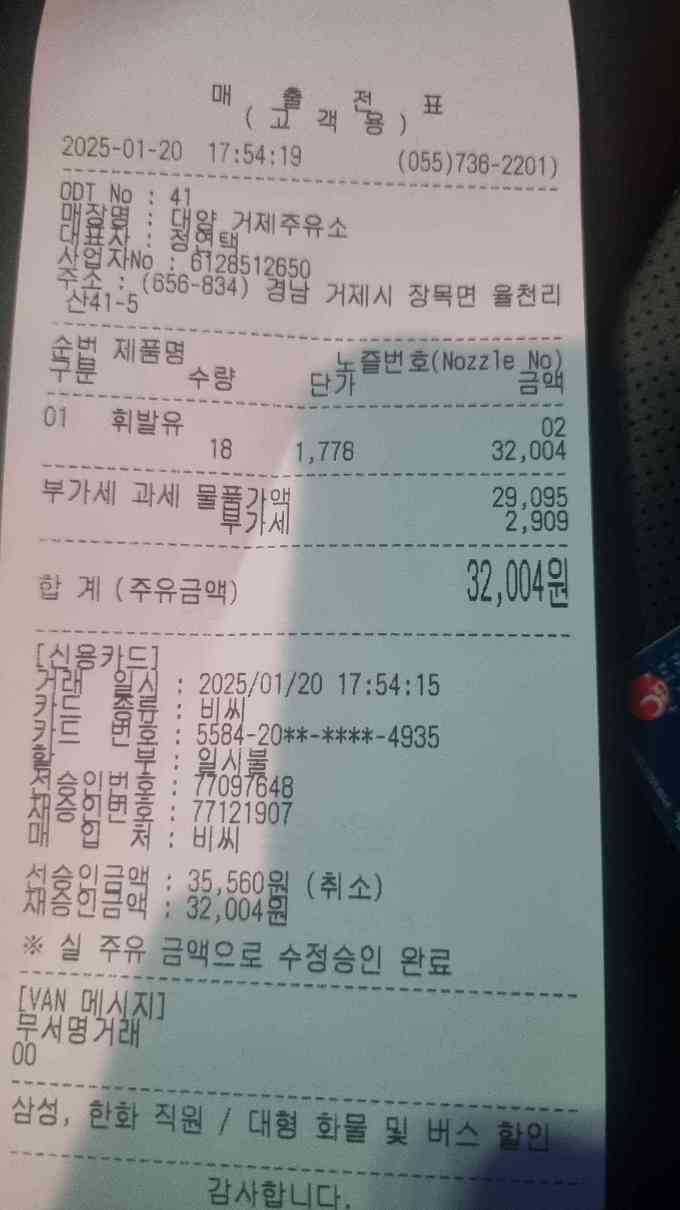 매 출 전 표
( 고 객 용 )
2025-01-20 17:54:19 (055)736-2201)
ODT No : 41
매장명 : 대양 거제주유소
대표자 : 정연택
사업자No : 6128512650
주소 : (656-834) 경남 거제시 장목면 율천리
산41-5
순번 제품명 노즐번호(Nozzle No)
구분 수량 단가 금액
01 휘발유 02
18 1,778 32,004
부가세 과세 물품가액 29,095
부가세 2,909
합 계 (주유금액) 32,004원
[신용카드]
거래 일시 : 2025/01/20 17:54:15
카드 종류 : 비씨
카드 번호 : 5584-20**-****-4935
할 부 : 일시불
선승인번호 : 77097648
재승인번호 : 77121907
매 입 처 : 비씨
선승인금액 : 35,560원 (취소)
재승인금액 : 32,004원
※ 실 주유 금액으로 수정승인 완료
[VAN 메시지]
무서명거래
00
삼성, 한화 직원 / 대형 화물 및 버스 할인
감사합니다.